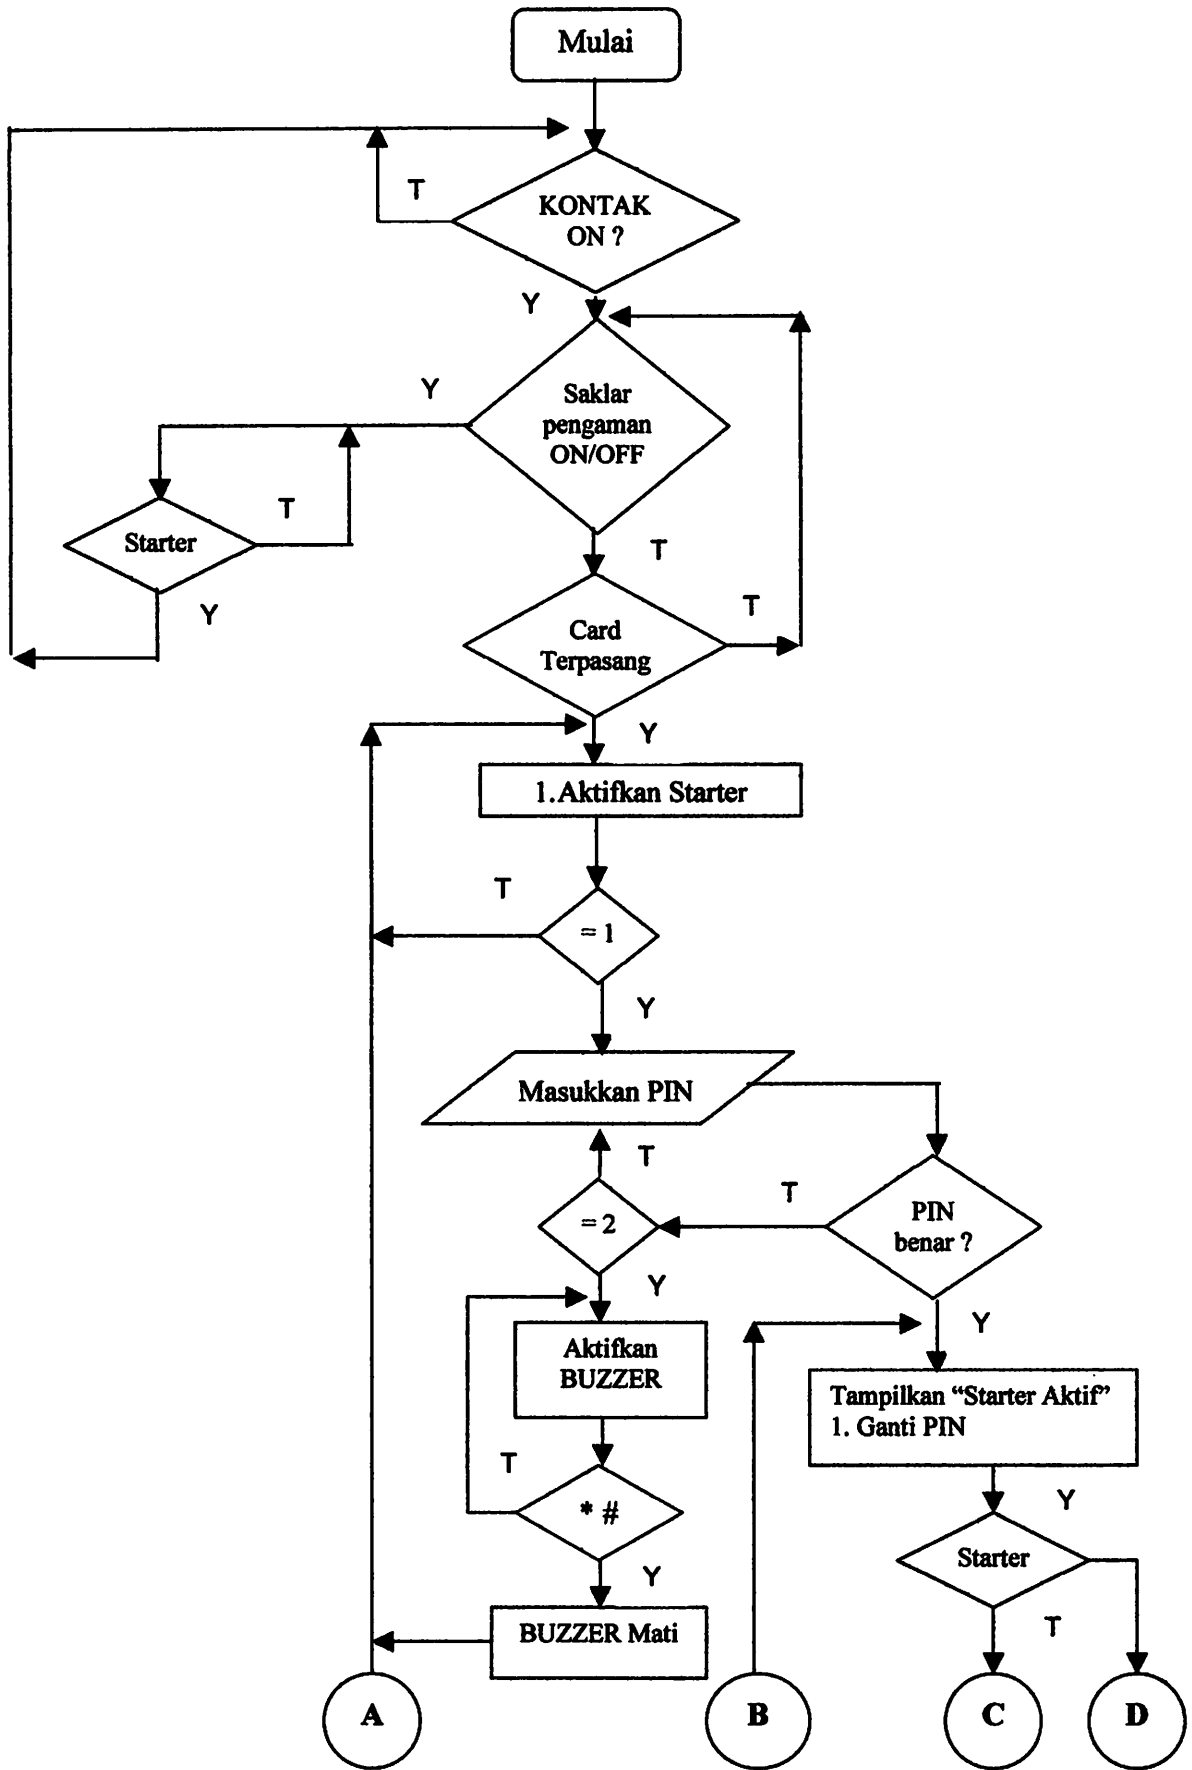 Mulai
T
KONTAK
ON ?
Y
Y
Saklar
pengaman
ON/OFF
T
Starter
T
Y
T
Card
Terpasang
Y
1.Aktifkan Starter
T
= 1
Y
Masukkan PIN
T
T
= 2
PIN
benar ?
Y
Y
Aktifkan
BUZZER
Tampilkan “Starter Aktif”
1. Ganti PIN
T
* #
Y
Starter
Y
T
BUZZER Mati
A
B
C
D